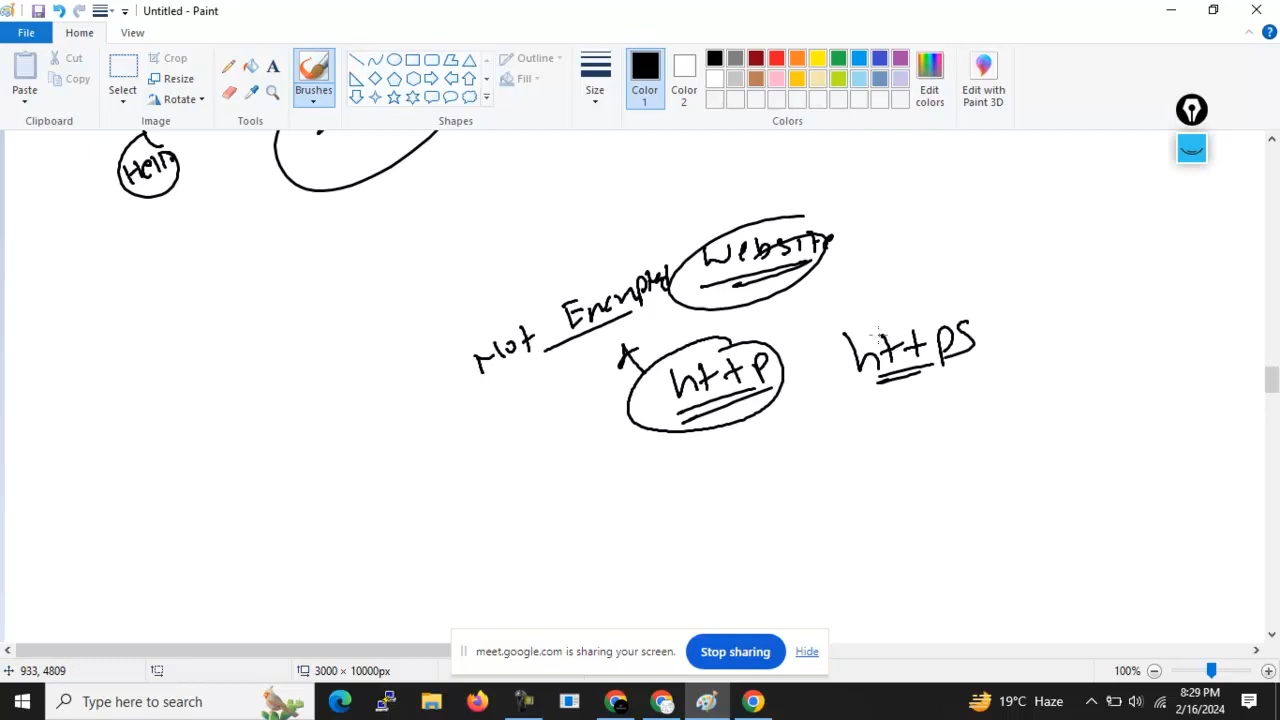 Untitled - Paint
File
Home
View
Paste
Cut
Copy
Clipboard
Select
Crop
Resize
Rotate
Image
Tools
Brushes
Shapes
Outline
Fill
Size
Color 1
Color 2
Edit colors
Edit with Paint 3D
Colors
Hello
Website
Not Encrypted
http
https
meet.google.com is sharing your screen.
Stop sharing
Hide
933, 4809
3000 × 10000px
100%
Type here to search
19°C Haze
8:29 PM
2/16/2024